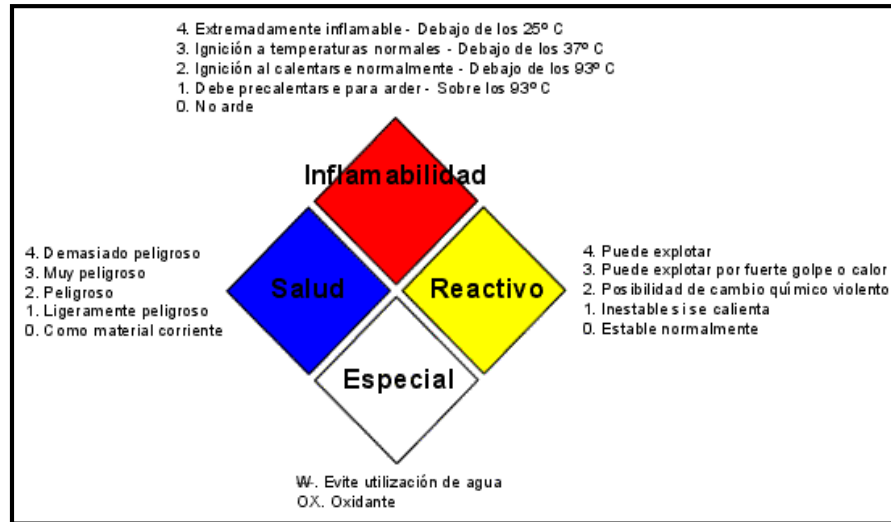 4. Extremadamente inflamable - Debajo de los 25º C
3. Ignición a temperaturas normales - Debajo de los 37º C
2. Ignición al calentarse normalmente - Debajo de los 93º C
1. Debe precalentarse para arder - Sobre los 93º C
0. No arde
Inflamabilidad
4. Demasiado peligroso
3. Muy peligroso
2. Peligroso
1. Ligeramente peligroso
0. Como material corriente
Salud
Reactivo
4. Puede explotar
3. Puede explotar por fuerte golpe o calor
2. Posibilidad de cambio químico violento
1. Inestable si se calienta
0. Estable normalmente
Especial
W-. Evite utilización de agua
OX. Oxidante